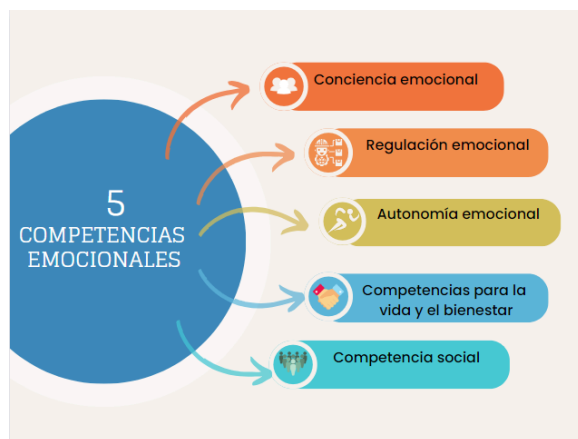 5
COMPETENCIAS
EMOCIONALES
Conciencia emocional
Regulación emocional
Autonomía emocional
Competencias para la
vida y el bienestar
Competencia social